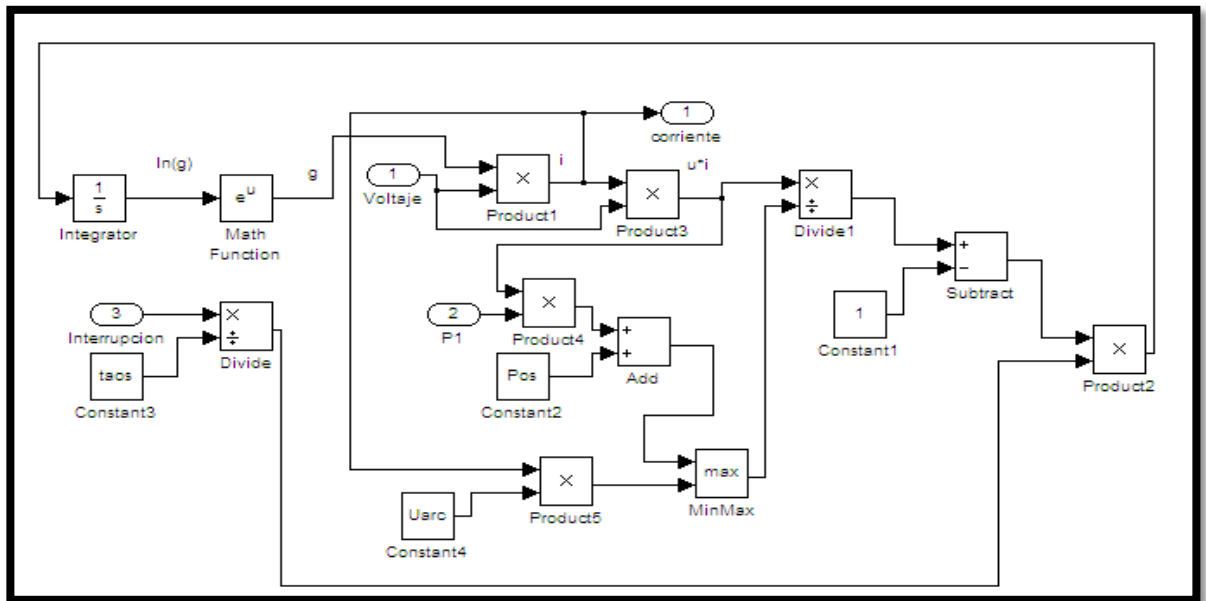 1
corriente
ln(g)
g
i
u*i
1
Voltaje
×
Product1
×
Product3
×
÷
Divide1
1
s
Integrator
e^u
Math
Function
+
−
Subtract
3
Interrupcion
×
÷
Divide
2
P1
×
Product4
+
+
Add
1
Constant1
×
Product2
taos
Constant3
Pos
Constant2
×
Product5
max
MinMax
Uarc
Constant4